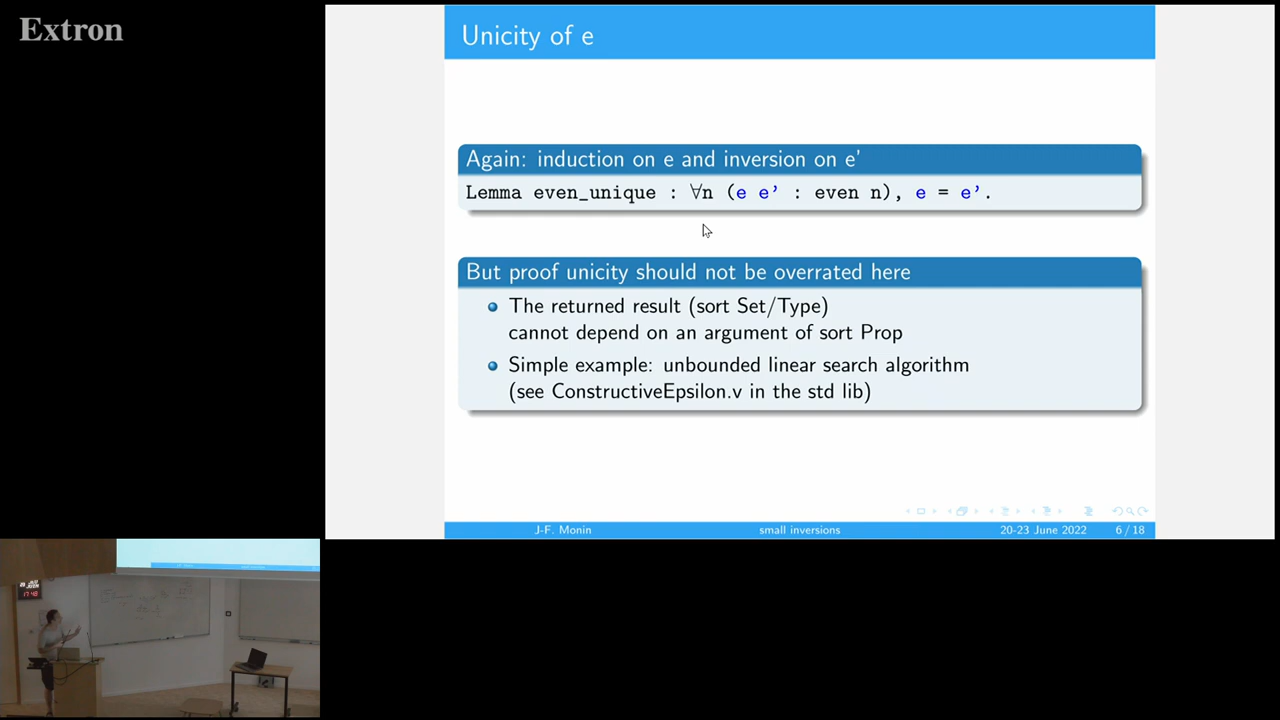 Extron
Unicity of e
Again: induction on e and inversion on e’
Lemma even_unique : ∀n (e e’ : even n), e = e’.
But proof unicity should not be overrated here
The returned result (sort Set/Type)
cannot depend on an argument of sort Prop
Simple example: unbounded linear search algorithm
(see ConstructiveEpsilon.v in the std lib)
J-F. Monin small inversions 20-23 June 2022 6 / 18
17:48